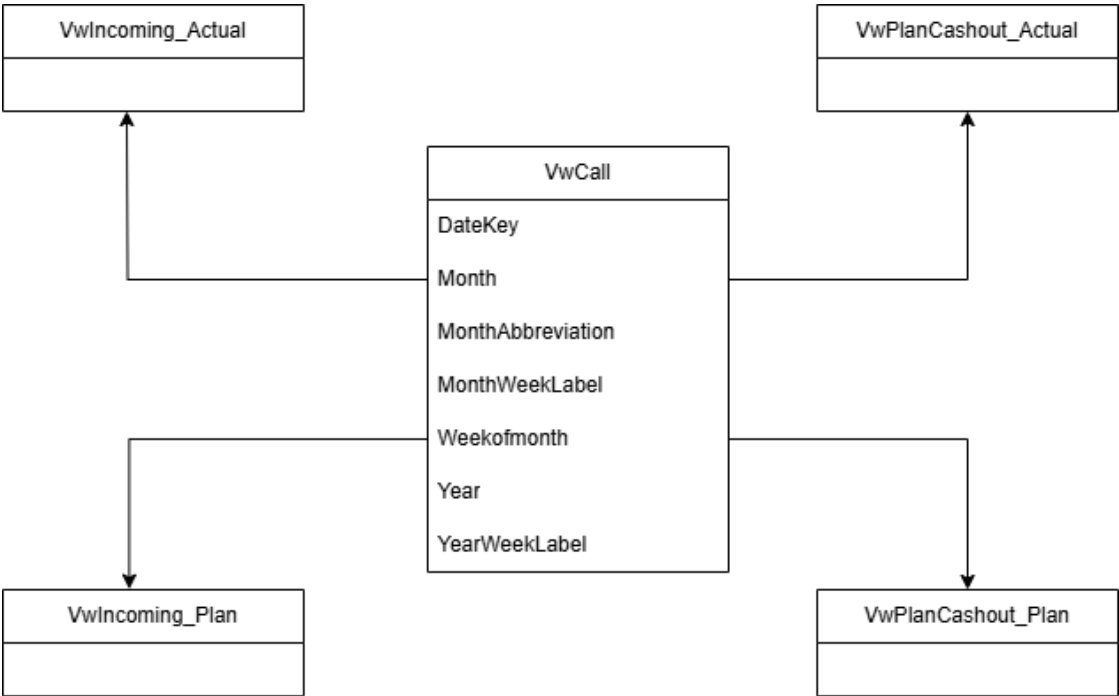 VwIncoming_Actual
VwPlanCashout_Actual
VwCall
DateKey
Month
MonthAbbreviation
MonthWeekLabel
Weekofmonth
Year
YearWeekLabel
VwIncoming_Plan
VwPlanCashout_Plan